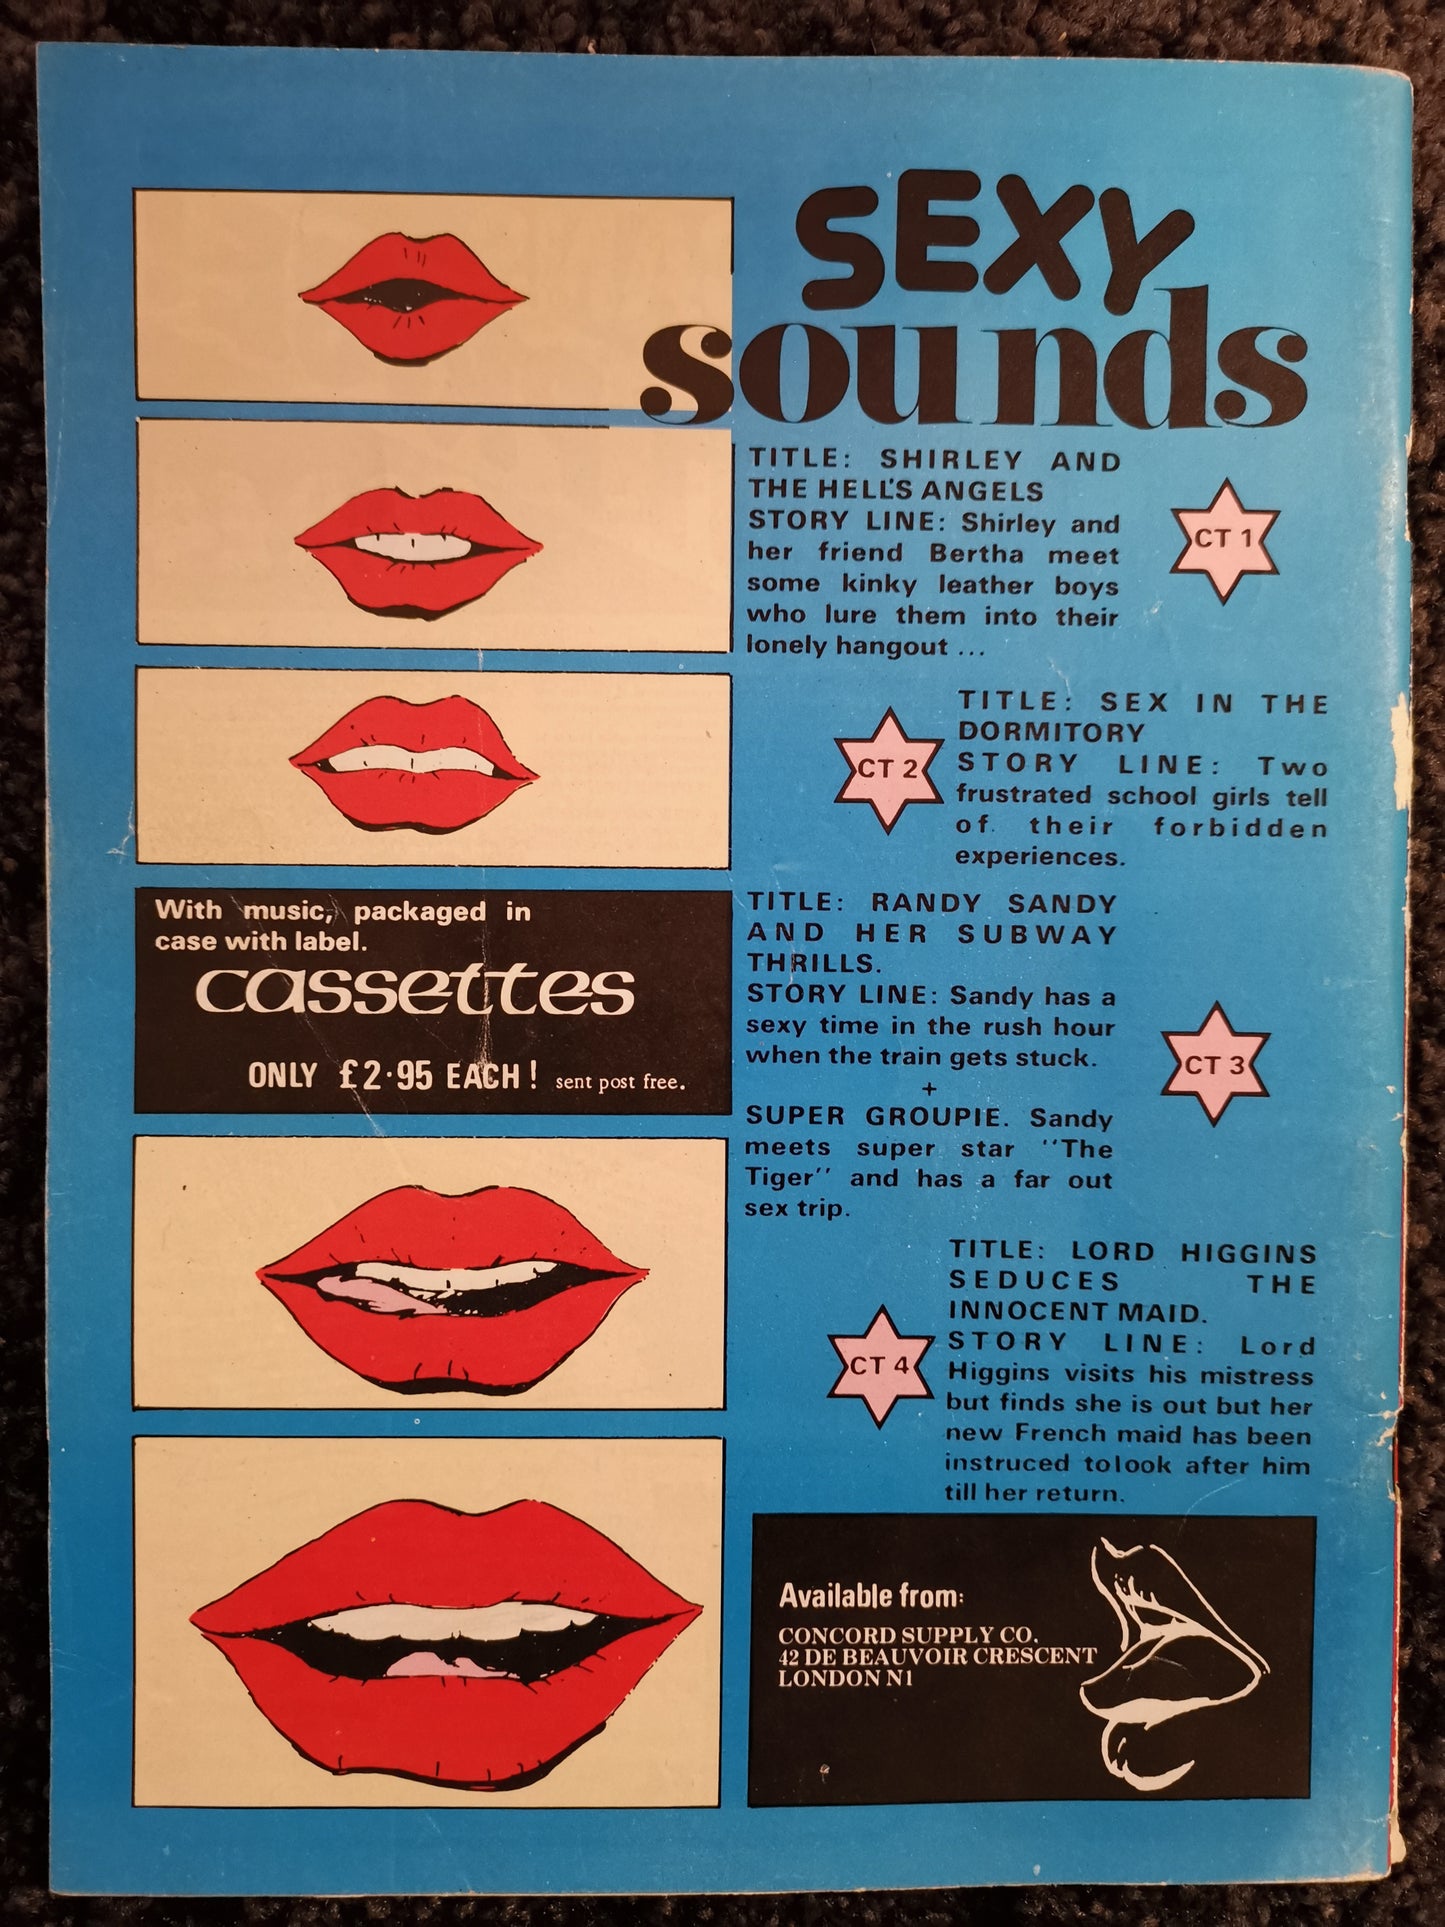 SEXY
sounds
TITLE: SHIRLEY AND
THE HELL'S ANGELS
STORY LINE: Shirley and
her friend Bertha meet
some kinky leather boys
who lure them into their
lonely hangout ...
CT 1
TITLE: SEX IN THE
DORMITORY
STORY LINE: Two
frustrated school girls tell
of their forbidden
experiences.
CT 2
With music, packaged in
case with label.
cassettes
ONLY £2·95 EACH! sent post free.
TITLE: RANDY SANDY
AND HER SUBWAY
THRILLS.
STORY LINE: Sandy has a
sexy time in the rush hour
when the train gets stuck.
+
SUPER GROUPIE. Sandy
meets super star "The
Tiger" and has a far out
sex trip.
CT 3
TITLE: LORD HIGGINS
SEDUCES THE
INNOCENT MAID.
STORY LINE: Lord
Higgins visits his mistress
but finds she is out but her
new French maid has been
instruced tolook after him
till her return.
CT 4
Available from:
CONCORD SUPPLY CO.
42 DE BEAUVOIR CRESCENT
LONDON N1